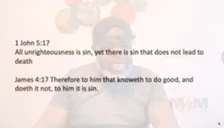 1 John 5:17
All unrighteousness is sin, yet there is sin that does not lead to
death
James 4:17 Therefore to him that knoweth to do good, and
doeth it not, to him it is sin.